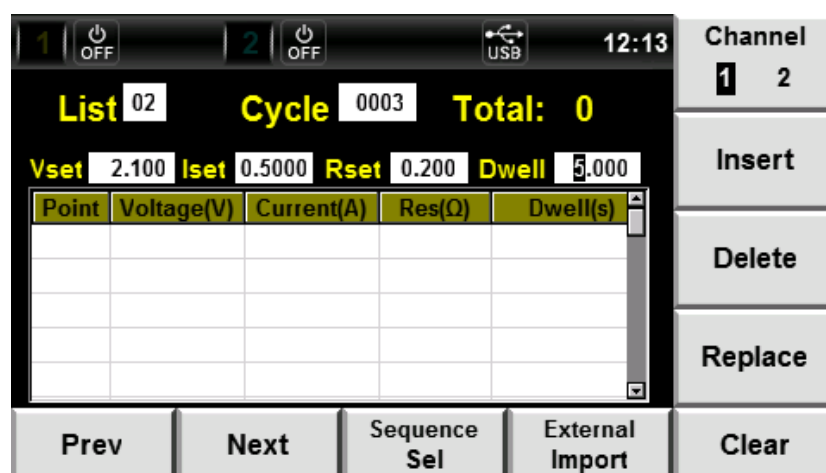 1 OFF 2 OFF USB 12:13
Channel
1 2
List 02 Cycle 0003 Total: 0
Vset 2.100 Iset 0.5000 Rset 0.200 Dwell 5.000
Point Voltage(V) Current(A) Res(Ω) Dwell(s)
Insert
Delete
Replace
Prev
Next
Sequence
Sel
External
Import
Clear